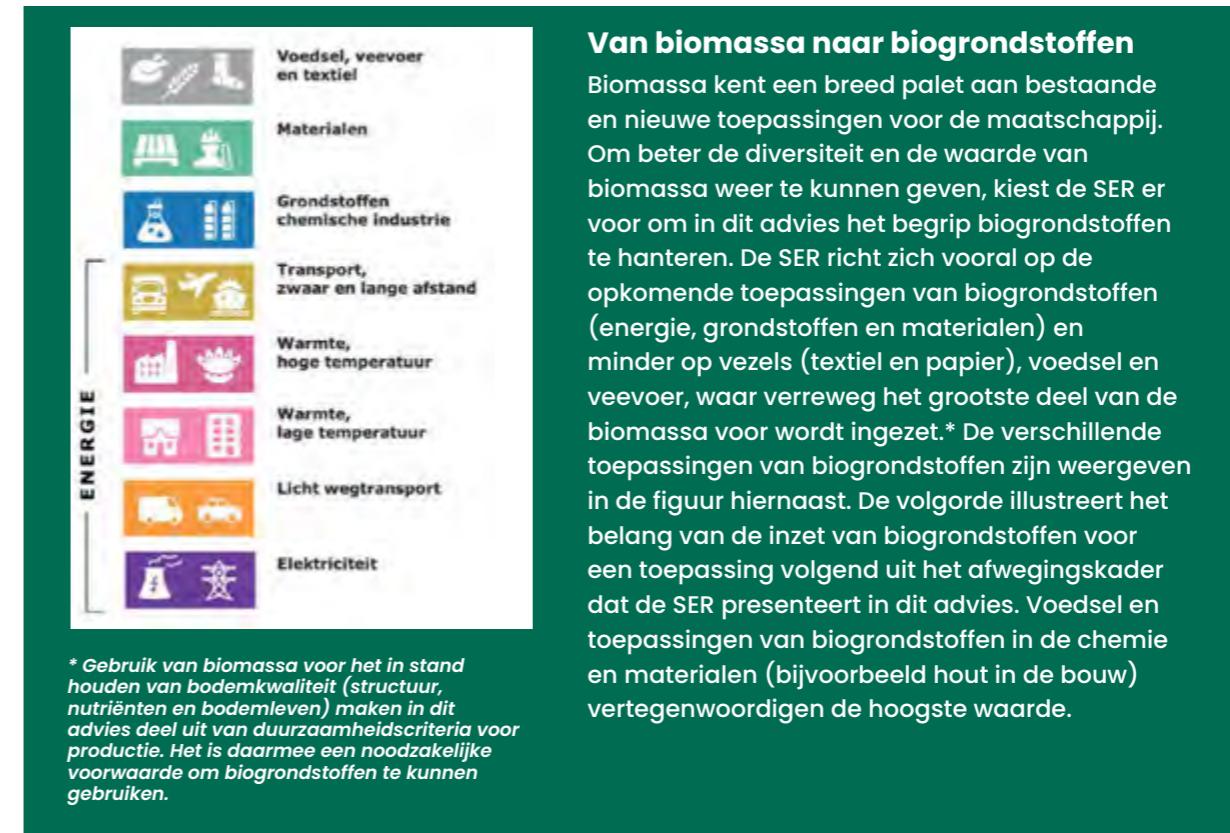 Voedsel, veevoer
en textiel
Materialen
Grondstoffen
chemische industrie
Transport,
zwaar en lange afstand
Warmte,
hoge temperatuur
Warmte,
lage temperatuur
Licht wegtransport
Elektriciteit
ENERGIE
* Gebruik van biomassa voor het in stand
houden van bodemkwaliteit (structuur,
nutriënten en bodemleven) maken in dit
advies deel uit van duurzaamheidscriteria voor
productie. Het is daarmee een noodzakelijke
voorwaarde om biogrondstoffen te kunnen
gebruiken.
Van biomassa naar biogrondstoffen
Biomassa kent een breed palet aan bestaande
en nieuwe toepassingen voor de maatschappij.
Om beter de diversiteit en de waarde van
biomassa weer te kunnen geven, kiest de SER er
voor om in dit advies het begrip biogrondstoffen
te hanteren. De SER richt zich vooral op de
opkomende toepassingen van biogrondstoffen
(energie, grondstoffen en materialen) en
minder op vezels (textiel en papier), voedsel en
veevoer, waar verreweg het grootste deel van de
biomassa voor wordt ingezet.* De verschillende
toepassingen van biogrondstoffen zijn weergeven
in de figuur hiernaast. De volgorde illustreert het
belang van de inzet van biogrondstoffen voor
een toepassing volgend uit het afwegingskader
dat de SER presenteert in dit advies. Voedsel en
toepassingen van biogrondstoffen in de chemie
en materialen (bijvoorbeeld hout in de bouw)
vertegenwoordigen de hoogste waarde.